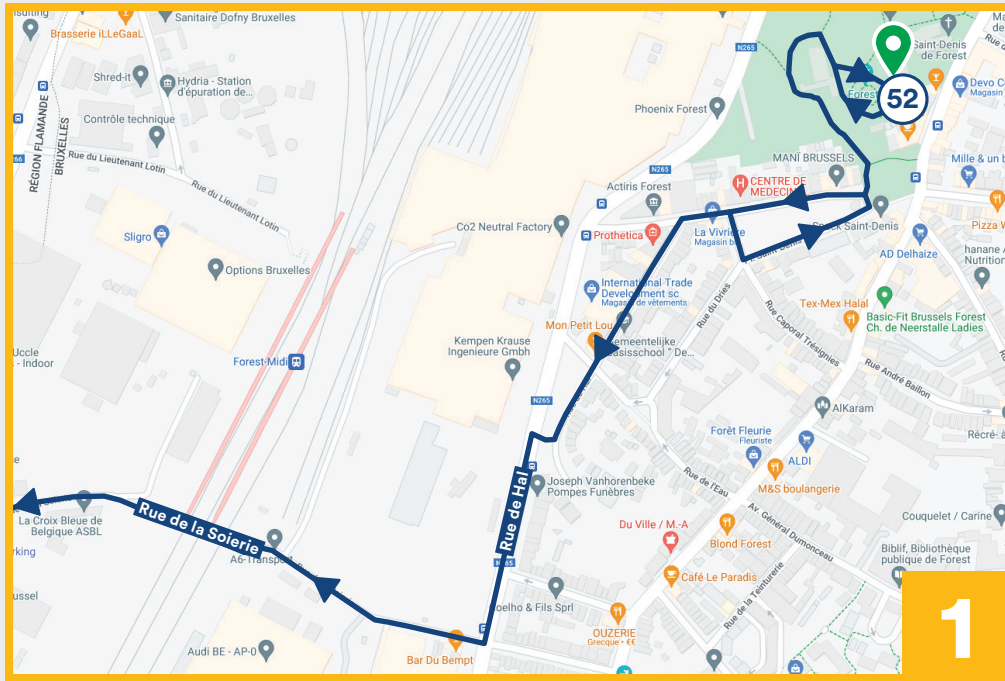 Sanitaire Dofny Bruxelles
Brasserie iLLeGaaL
Shred-it
Hydria - Station
d'épuration de...
Contrôle technique
RÉGION FLAMANDE
BRUXELLES
Rue du Lieutenant Lotin
Rue du Lieutenant Lotin
Sligro
Options Bruxelles
Uccle
- Indoor
Forest-Midi
N265
Phoenix Forest
N265
Actiris Forest
Co2 Neutral Factory
Prothetica
CENTRE DE
MEDECIN
MANI BRUSSELS
La Vivrière
Magasin
Saint-Denis
Saint-Denis
de Forest
Forest
52
Devo
Magasin
Mille & un
Pizza
AD Delhaize
hanane
Nutrition
International Trade
Development sc
Magasin de vêtements
Mon Petit Lou
Rue du Dries
Rue Caporal Trésignies
Tex-Mex Halal
Basic-Fit Brussels Forest
Ch. de Neerstalle Ladies
Kempen Krause
Ingenieure Gmbh
N265
Rue André Baillon
AlKaram
Forêt Fleurie
Fleuriste
ALDI
M&S boulangerie
Rue de Hal
Joseph Vanhorenbeke
Pompes Funèbres
Rue de l'Eau
Av. Général Dumonceau
Couquelet / Carine
Du Ville / M.-A
Blond Forest
Biblif, Bibliothèque
publique de Forest
Café Le Paradis
Rue de la Teinturerie
La Croix Bleue de
Belgique ASBL
Rue de la Soierie
A6-Transport
Audi BE - AP-0
Bar Du Bempt
& Fils Sprl
OUZERIE
Grecque • €€
1